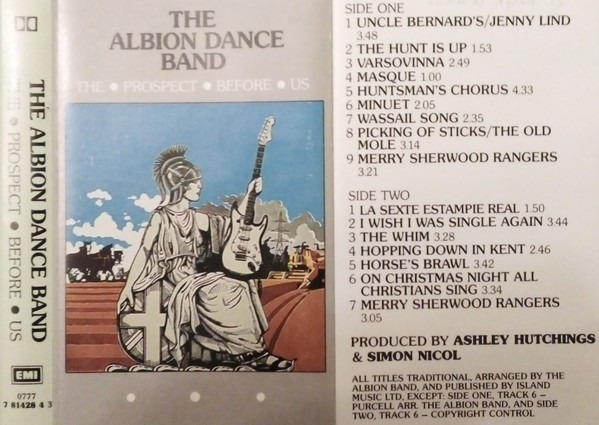 THE ALBION DANCE BAND
THE • PROSPECT • BEFORE • US
EMI
0777
7 81428 4 3
THE
ALBION DANCE
BAND
THE • PROSPECT • BEFORE • US
SIDE ONE
1 UNCLE BERNARD'S/JENNY LIND
3.48
2 THE HUNT IS UP 1.53
3 VARSOVINNA 2.49
4 MASQUE 1.00
5 HUNTSMAN'S CHORUS 4.33
6 MINUET 2.05
7 WASSAIL SONG 2.35
8 PICKING OF STICKS/THE OLD
MOLE 3.14
9 MERRY SHERWOOD RANGERS
3.21
SIDE TWO
1 LA SEXTE ESTAMPIE REAL 1.50
2 I WISH I WAS SINGLE AGAIN 3.44
3 THE WHIM 3.28
4 HOPPING DOWN IN KENT 2.46
5 HORSE'S BRAWL 3.42
6 ON CHRISTMAS NIGHT ALL
CHRISTIANS SING 3.34
7 MERRY SHERWOOD RANGERS
3.05
PRODUCED BY ASHLEY HUTCHINGS
& SIMON NICOL
ALL TITLES TRADITIONAL, ARRANGED BY THE
ALBION BAND, AND PUBLISHED BY ISLAND
MUSIC LTD, EXCEPT: SIDE ONE, TRACK 6 –
PURCELL ARR. THE ALBION BAND, AND SIDE
TWO, TRACK 6 – COPYRIGHT CONTROL